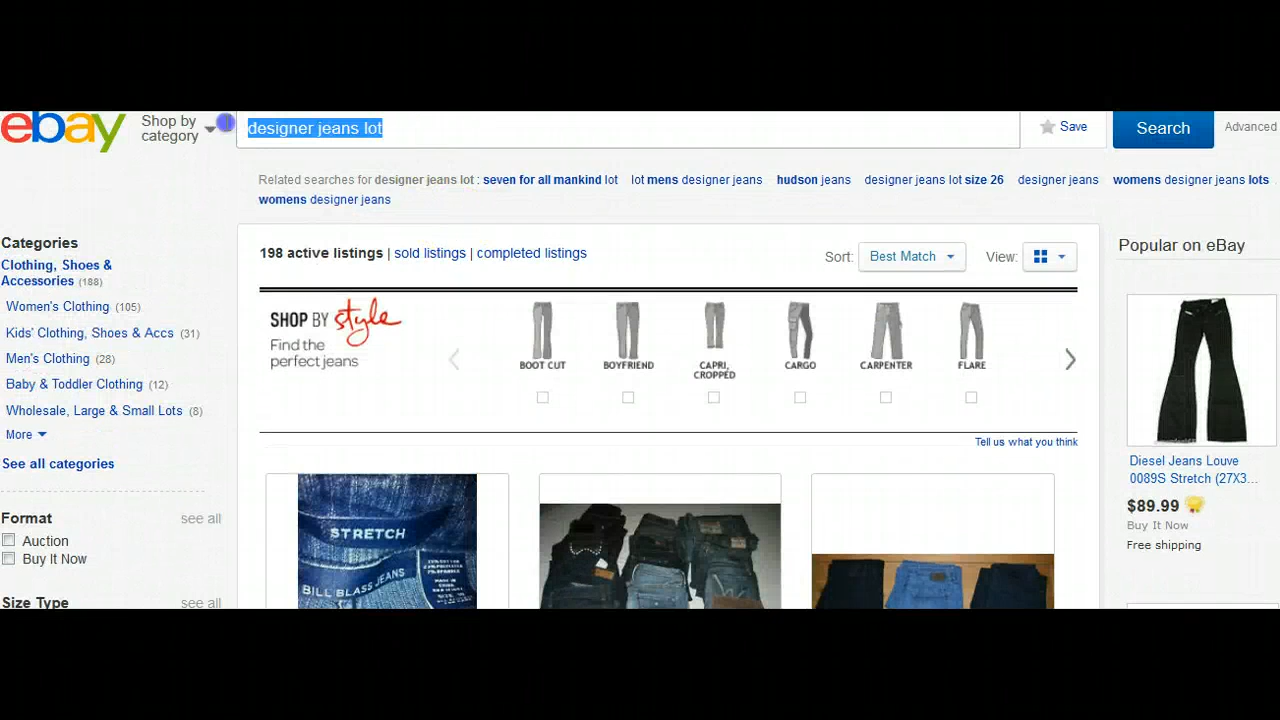 ebay
Shop by
category
designer jeans lot
Save
Search
Advanced
Related searches for designer jeans lot : seven for all mankind lot lot mens designer jeans hudson jeans designer jeans lot size 26 designer jeans womens designer jeans lots
womens designer jeans
Categories
Clothing, Shoes &
Accessories (188)
Women's Clothing (105)
Kids' Clothing, Shoes & Accs (31)
Men's Clothing (28)
Baby & Toddler Clothing (12)
Wholesale, Large & Small Lots (8)
More
See all categories
Format see all
Auction
Buy It Now
Size Type see all
198 active listings | sold listings | completed listings
Sort: Best Match
View:
SHOP BY style
Find the
perfect jeans
BOOT CUT
BOYFRIEND
CAPRI,
CROPPED
CARGO
CARPENTER
FLARE
Tell us what you think
STRETCH
BILL BLASS JEANS
Popular on eBay
Diesel Jeans Louve
0089S Stretch (27X3...
$89.99
Buy It Now
Free shipping